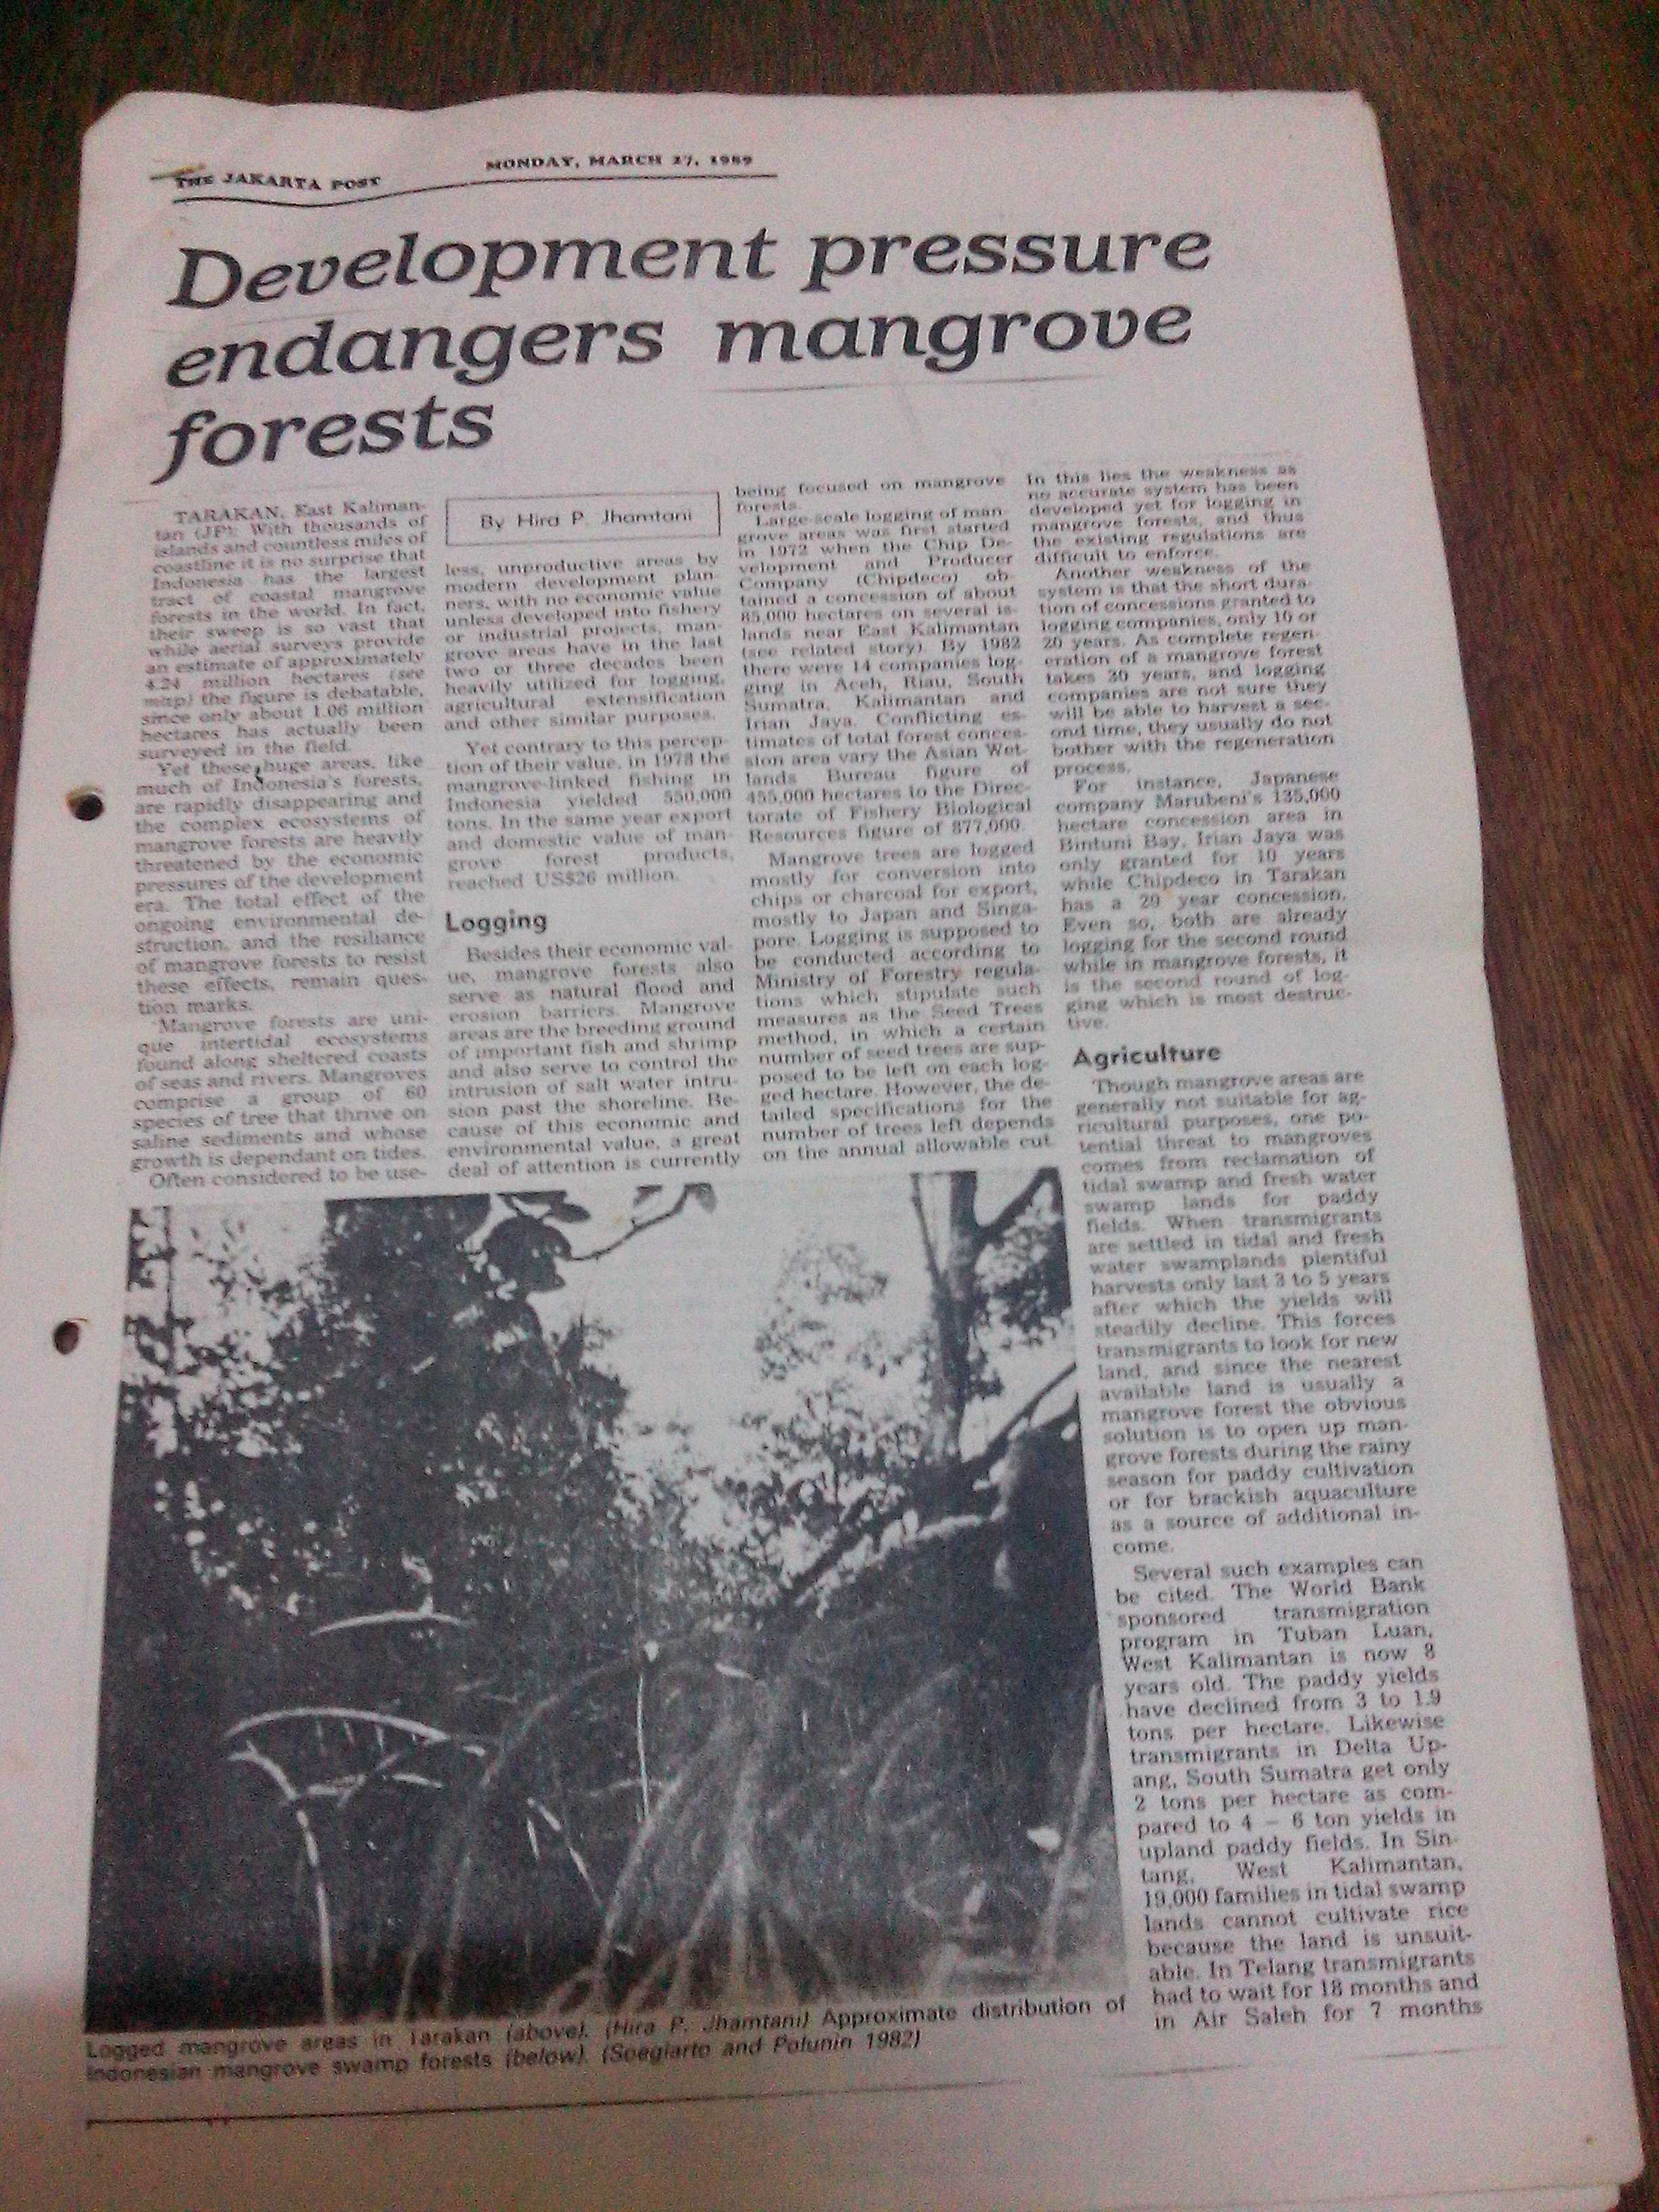 THE JAKARTA POST
MONDAY, MARCH 27, 1989
Development pressure
endangers mangrove
forests
TARAKAN, East Kaliman-
tan (JP): With thousands of
islands and countless miles of
coastline it is no surprise that
Indonesia has the largest
tract of coastal mangrove
forests in the world. In fact,
their sweep is so vast that
while aerial surveys provide
an estimate of approximately
4.24 million hectares (see
map) the figure is debatable,
since only about 1.06 million
hectares has actually been
surveyed in the field.
Yet these huge areas, like
much of Indonesia's forests,
are rapidly disappearing and
the complex ecosystems of
mangrove forests are heavily
threatened by the economic
pressures of the development
era. The total effect of the
ongoing environmental de-
struction, and the resiliance
of mangrove forests to resist
these effects, remain ques-
tion marks.
Mangrove forests are uni-
que intertidal ecosystems
found along sheltered coasts
of seas and rivers. Mangroves
comprise a group of 60
species of tree that thrive on
saline sediments and whose
growth is dependant on tides.
Often considered to be use-
By Hira P. Jhamtani
less, unproductive areas by
modern development plan-
ners, with no economic value
unless developed into fishery
or industrial projects, man-
grove areas have in the last
two or three decades been
heavily utilized for logging,
agricultural extensification
and other similar purposes.
Yet contrary to this percep-
tion of their value, in 1978 the
mangrove-linked fishing in
Indonesia yielded 550,000
tons. In the same year export
and domestic value of man-
grove forest products,
reached US$26 million.
Logging
Besides their economic val-
ue, mangrove forests also
serve as natural flood and
erosion barriers. Mangrove
areas are the breeding ground
of important fish and shrimp
and also serve to control the
intrusion of salt water intru-
sion past the shoreline. Be-
cause of this economic and
environmental value, a great
deal of attention is currently
being focused on mangrove
forests.
Large-scale logging of man-
grove areas was first started
in 1972 when the Chip De-
velopment and Producer
Company (Chipdeco) ob-
tained a concession of about
85,000 hectares on several is-
lands near East Kalimantan
(see related story). By 1982
there were 14 companies log-
ging in Aceh, Riau, South
Sumatra, Kalimantan and
Irian Jaya. Conflicting es-
timates of total forest conces-
sion area vary the Asian Wet-
lands Bureau figure of
455,000 hectares to the Direc-
torate of Fishery Biological
Resources figure of 877,000.
Mangrove trees are logged
mostly for conversion into
chips or charcoal for export,
mostly to Japan and Singa-
pore. Logging is supposed to
be conducted according to
Ministry of Forestry regula-
tions which stipulate such
measures as the Seed Trees
method, in which a certain
number of seed trees are sup-
posed to be left on each log-
ged hectare. However, the de-
tailed specifications for the
number of trees left depends
on the annual allowable cut.
In this lies the weakness as
no accurate system has been
developed yet for logging in
mangrove forests, and thus
the existing regulations are
difficult to enforce.
Another weakness of the
system is that the short dura-
tion of concessions granted to
logging companies, only 10 or
20 years. As complete regen-
eration of a mangrove forest
takes 30 years, and logging
companies are not sure they
will be able to harvest a sec-
ond time, they usually do not
bother with the regeneration
process.
For instance, Japanese
company Marubeni's 135,000
hectare concession area in
Bintuni Bay, Irian Jaya was
only granted for 10 years
while Chipdeco in Tarakan
has a 20 year concession.
Even so, both are already
logging for the second round
while in mangrove forests, it
is the second round of log-
ging which is most destruc-
tive.
Agriculture
Though mangrove areas are
generally not suitable for ag-
ricultural purposes, one po-
tential threat to mangroves
comes from reclamation of
tidal swamp and fresh water
swamp lands for paddy
fields. When transmigrants
are settled in tidal and fresh
water swamplands plentiful
harvests only last 3 to 5 years
after which the yields will
steadily decline. This forces
transmigrants to look for new
land, and since the nearest
available land is usually a
mangrove forest the obvious
solution is to open up man-
grove forests during the rainy
season for paddy cultivation
or for brackish aquaculture
as a source of additional in-
come.
Several such examples can
be cited. The World Bank
sponsored transmigration
program in Tuban Luan,
West Kalimantan is now 8
years old. The paddy yields
have declined from 3 to 1.9
tons per hectare. Likewise
transmigrants in Delta Up-
ang, South Sumatra get only
2 tons per hectare as com-
pared to 4 – 6 ton yields in
upland paddy fields. In Sin-
tang, West Kalimantan,
19,000 families in tidal swamp
lands cannot cultivate rice
because the land is unsuit-
able. In Telang transmigrants
had to wait for 18 months and
in Air Saleh for 7 months
Logged mangrove areas in Tarakan (above). (Hira P. Jhamtani) Approximate distribution of
Indonesian mangrove swamp forests (below). (Soegiarto and Polunin 1982)